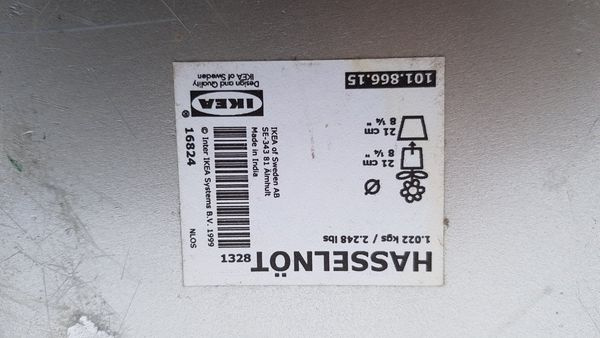 HASSELNÖT
1.022 kgs / 2.248 lbs
Ø
21 cm
8 ¼ "
21 cm
8 ¼ "
101.866.15
1328
IKEA of Sweden AB
SE-343 81 Älmhult
Made in India
© Inter IKEA Systems B.V. 1999
NLOS
16824
IKEA ®
Design and Quality
IKEA of Sweden